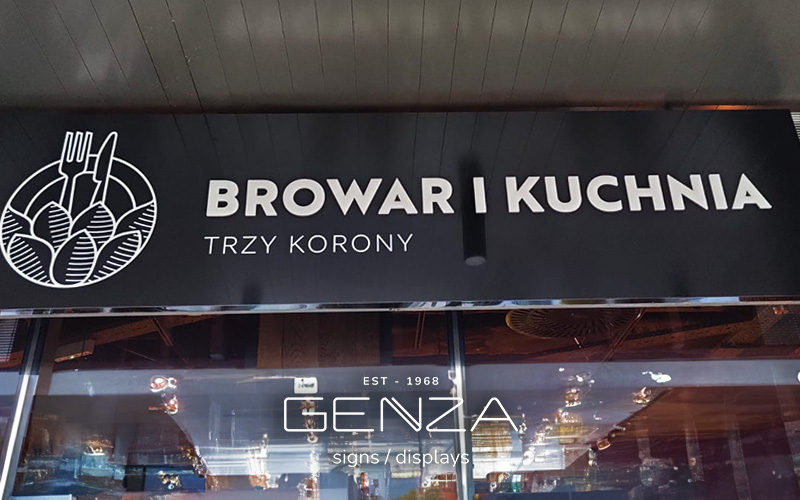 BROWAR I KUCHNIA
TRZY KORONY
EST - 1968
GENZA
signs / displays